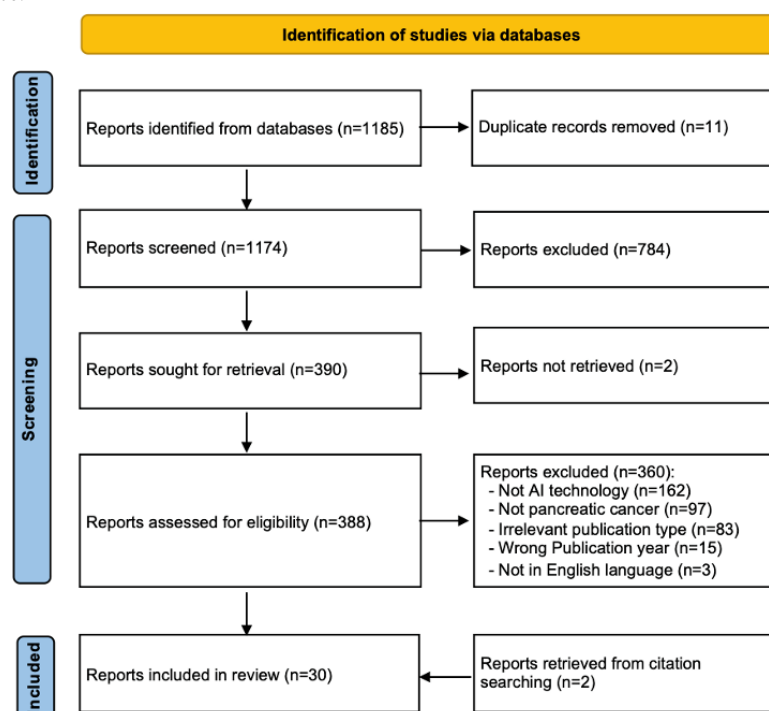 Identification of studies via databases
Identification
Reports identified from databases (n=1185)
Duplicate records removed (n=11)
Screening
Reports screened (n=1174)
Reports excluded (n=784)
Reports sought for retrieval (n=390)
Reports not retrieved (n=2)
Reports assessed for eligibility (n=388)
Reports excluded (n=360):
- Not AI technology (n=162)
- Not pancreatic cancer (n=97)
- Irrelevant publication type (n=83)
- Wrong Publication year (n=15)
- Not in English language (n=3)
ncluded
Reports included in review (n=30)
Reports retrieved from citation
searching (n=2)